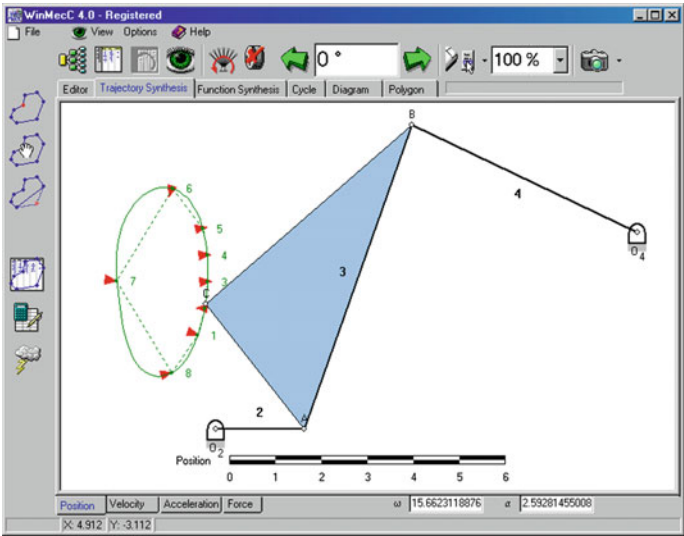 WinMecC 4.0 - Registered
File View Options Help
0 ° 100 %
Editor Trajectory Synthesis Function Synthesis Cycle Diagram Polygon
B
6
4
5
O4
4
7
3
3
C
1
8
A
2
O2
Position
0 1 2 3 4 5 6
Position Velocity Acceleration Force ω 15.6623118876 α 2.59281455008
X: 4.912 Y: -3.112